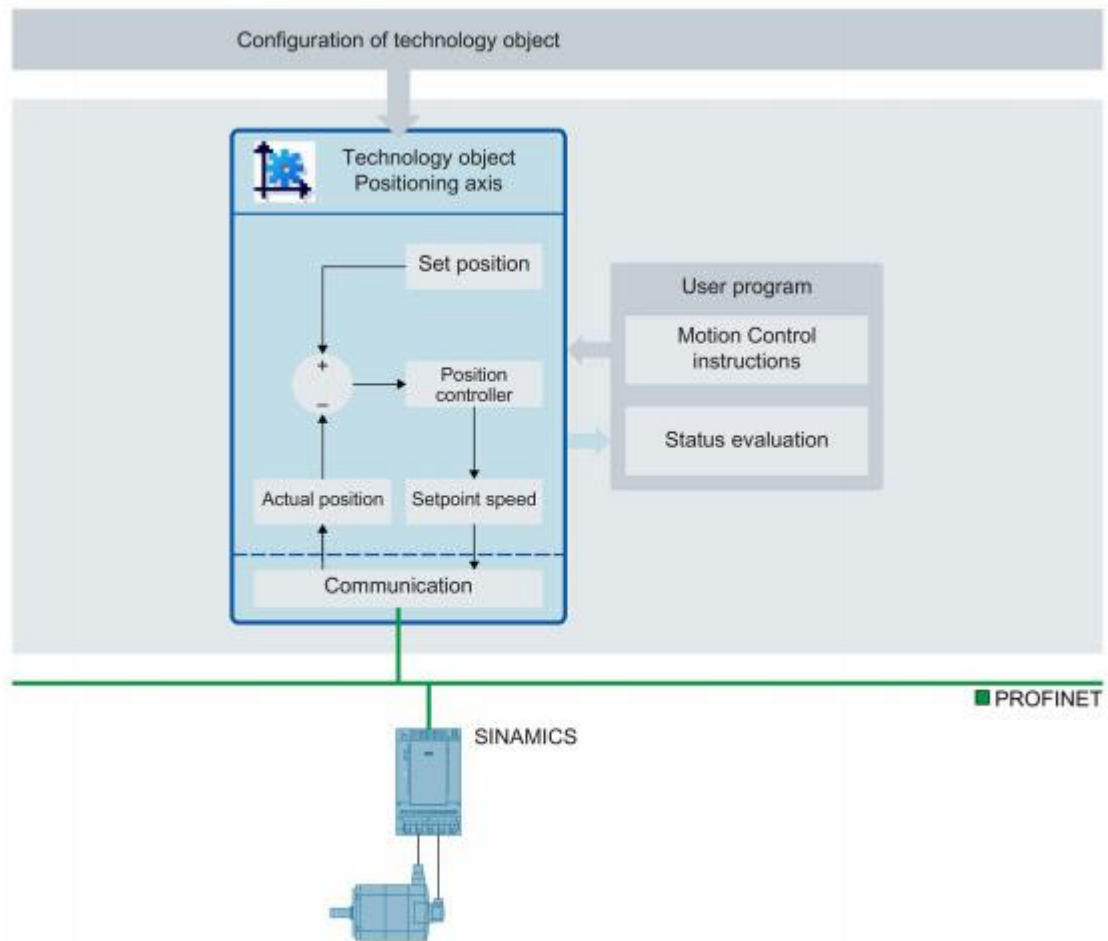 Configuration of technology object
Technology object
Positioning axis
Set position
User program
Motion Control
instructions
+
Position
controller
–
Status evaluation
Actual position
Setpoint speed
Communication
PROFINET
SINAMICS